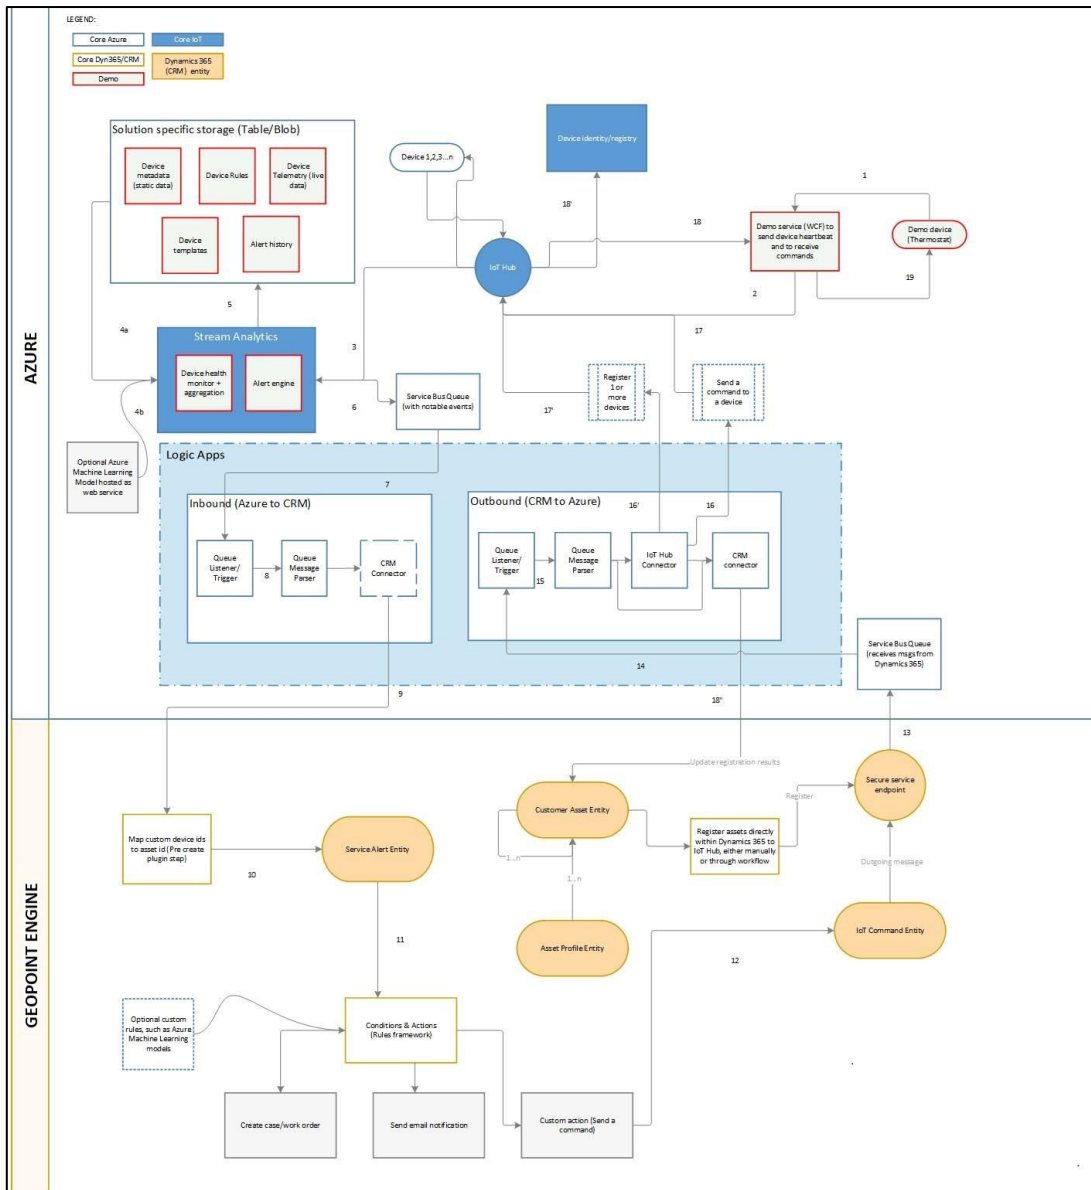 LEGEND:
Core Azure
Core IoT
Core Dyn365/CRM
Dynamics 365
(CRM) entity
Demo
AZURE
Solution specific storage (Table/Blob)
Device
metadata
(static data)
Device Rules
Device
Telemetry (live
data)
Device
templates
Alert history
Device 1,2,3...n
Device identity/registry
IoT Hub
18'
18
1
Demo service (WCF) to
send device heartbeat
and to receive
commands
Demo device
(Thermostat)
19
2
5
4a
3
17
Stream Analytics
Device health
monitor +
aggregation
Alert engine
4b
6
Service Bus Queue
(with notable events)
17'
Register
1 or
more
devices
Send a
command to
a device
Optional Azure
Machine Learning
Model hosted as
web service
Logic Apps
7
Inbound (Azure to CRM)
Queue
Listener/
Trigger
8
Queue
Message
Parser
CRM
Connector
Outbound (CRM to Azure)
16'
16
Queue
Listener/
Trigger
15
Queue
Message
Parser
IoT Hub
Connector
CRM
connector
Service Bus Queue
(receives msgs from
Dynamics 365)
14
9
18"
13
GEOPOINT ENGINE
Update registration results
Map custom device ids
to asset id (Pre create
plugin step)
10
Service Alert Entity
Customer Asset Entity
1...n
1...n
Asset Profile Entity
Register assets directly
within Dynamics 365 to
IoT Hub, either manually
or through workflow
Register
Secure service
endpoint
Outgoing message
IoT Command Entity
11
12
Optional custom
rules, such as Azure
Machine Learning
models
Conditions & Actions
(Rules framework)
Create case/work order
Send email notification
Custom action (Send a
command)